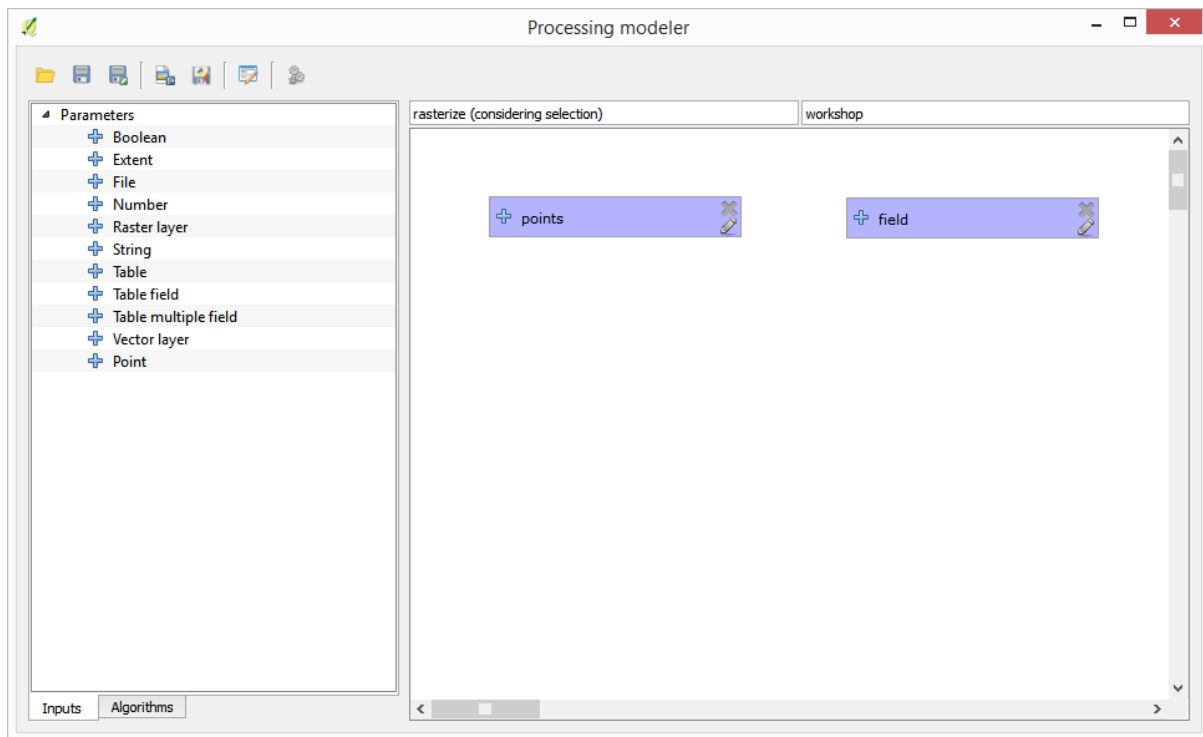 Processing modeler
Parameters
Boolean
Extent
File
Number
Raster layer
String
Table
Table field
Table multiple field
Vector layer
Point
Inputs Algorithms
rasterize (considering selection) workshop
points field